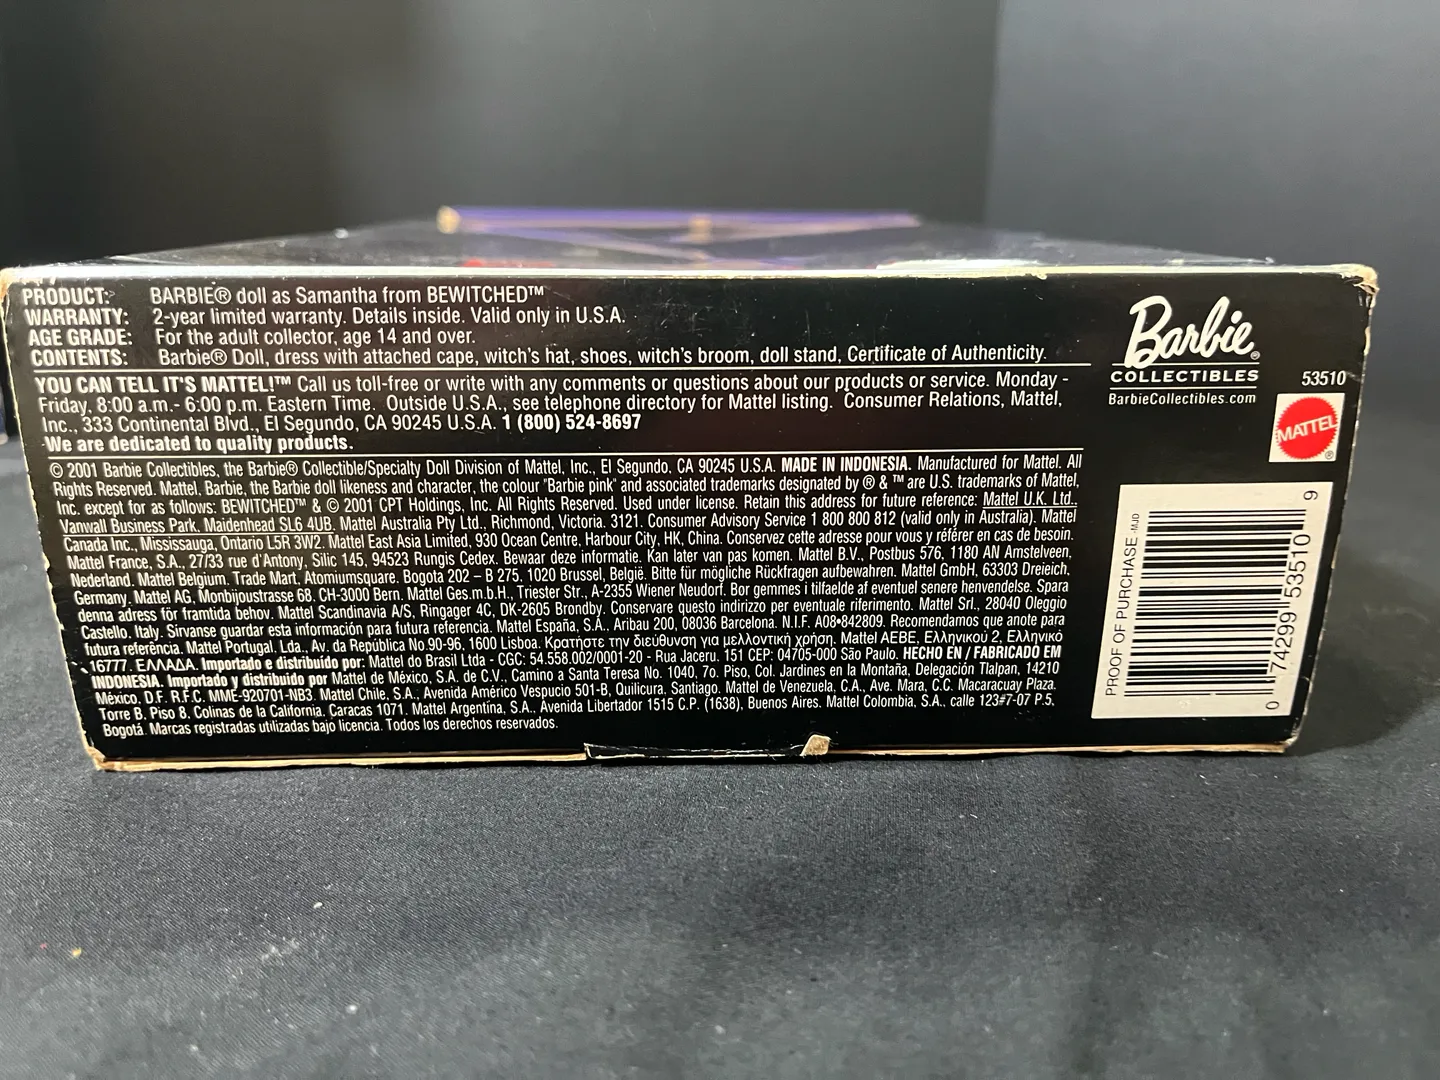 PRODUCT: BARBIE® doll as Samantha from BEWITCHED™
WARRANTY: 2-year limited warranty. Details inside. Valid only in U.S.A.
AGE GRADE: For the adult collector, age 14 and over.
CONTENTS: Barbie® Doll, dress with attached cape, witch's hat, shoes, witch's broom, doll stand, Certificate of Authenticity.
YOU CAN TELL IT'S MATTEL!™ Call us toll-free or write with any comments or questions about our products or service. Monday -
Friday, 8:00 a.m.- 6:00 p.m. Eastern Time. Outside U.S.A., see telephone directory for Mattel listing. Consumer Relations, Mattel,
Inc., 333 Continental Blvd., El Segundo, CA 90245 U.S.A. 1 (800) 524-8697
We are dedicated to quality products.
© 2001 Barbie Collectibles, the Barbie® Collectible/Specialty Doll Division of Mattel, Inc., El Segundo, CA 90245 U.S.A. MADE IN INDONESIA. Manufactured for Mattel. All
Rights Reserved. Mattel, Barbie, the Barbie doll likeness and character, the colour "Barbie pink" and associated trademarks designated by ® & ™ are U.S. trademarks of Mattel,
Inc. except for as follows: BEWITCHED™ & © 2001 CPT Holdings, Inc. All Rights Reserved. Used under license. Retain this address for future reference: Mattel U.K. Ltd.,
Vanwall Business Park, Maidenhead SL6 4UB. Mattel Australia Pty Ltd., Richmond, Victoria. 3121. Consumer Advisory Service 1 800 800 812 (valid only in Australia). Mattel
Canada Inc., Mississauga, Ontario L5R 3W2. Mattel East Asia Limited, 930 Ocean Centre, Harbour City, HK, China. Conservez cette adresse pour vous y référer en cas de besoin.
Mattel France, S.A., 27/33 rue d'Antony, Silic 145, 94523 Rungis Cedex. Bewaar deze informatie. Kan later van pas komen. Mattel B.V., Postbus 576, 1180 AN Amstelveen,
Nederland. Mattel Belgium. Trade Mart, Atomiumsquare. Bogota 202 – B 275, 1020 Brussel, België. Bitte für mögliche Rückfragen aufbewahren. Mattel GmbH, 63303 Dreieich,
Germany. Mattel AG, Monbijoustrasse 68, CH-3000 Bern. Mattel Ges.m.b.H., Triester Str., A-2355 Wiener Neudorf. Bor gemmes i tilfaelde af eventuel senere henvendelse. Spara
denna adress för framtida behov. Mattel Scandinavia A/S, Ringager 4C, DK-2605 Brondby. Conservare questo indirizzo per eventuale riferimento. Mattel Srl., 28040 Oleggio
Castello, Italy. Sírvanse guardar esta información para futura referencia. Mattel España, S.A., Aribau 200, 08036 Barcelona. N.I.F. A08•842809. Recomendamos que anote para
futura referência. Mattel Portugal, Lda., Av. da República No.90-96, 1600 Lisboa. Κρατήστε την διεύθυνση για μελλοντική χρήση. Mattel AEBE, Ελληνικού 2, Ελληνικό
16777, ΕΛΛΑΔΑ. Importado e distribuido por: Mattel do Brasil Ltda - CGC: 54.558.002/0001-20 - Rua Jaceru, 151 CEP: 04705-000 São Paulo. HECHO EN / FABRICADO EM
INDONESIA. Importado y distribuido por Mattel de México, S.A. de C.V., Camino a Santa Teresa No. 1040, 7o. Piso, Col. Jardines en la Montaña, Delegación Tlalpan, 14210
México, D.F. R.F.C. MME-920701-NB3. Mattel Chile, S.A., Avenida Américo Vespucio 501-B, Quilicura, Santiago. Mattel de Venezuela, C.A., Ave. Mara, C.C. Macaracuay Plaza,
Torre B, Piso 8, Colinas de la California, Caracas 1071. Mattel Argentina, S.A., Avenida Libertador 1515 C.P. (1638), Buenos Aires. Mattel Colombia, S.A., calle 123#7-07 P.5,
Bogotá. Marcas registradas utilizadas bajo licencia. Todos los derechos reservados.
Barbie®
COLLECTIBLES
BarbieCollectibles.com
53510
MATTEL®
PROOF OF PURCHASE -MJD
0 74299 53510 9